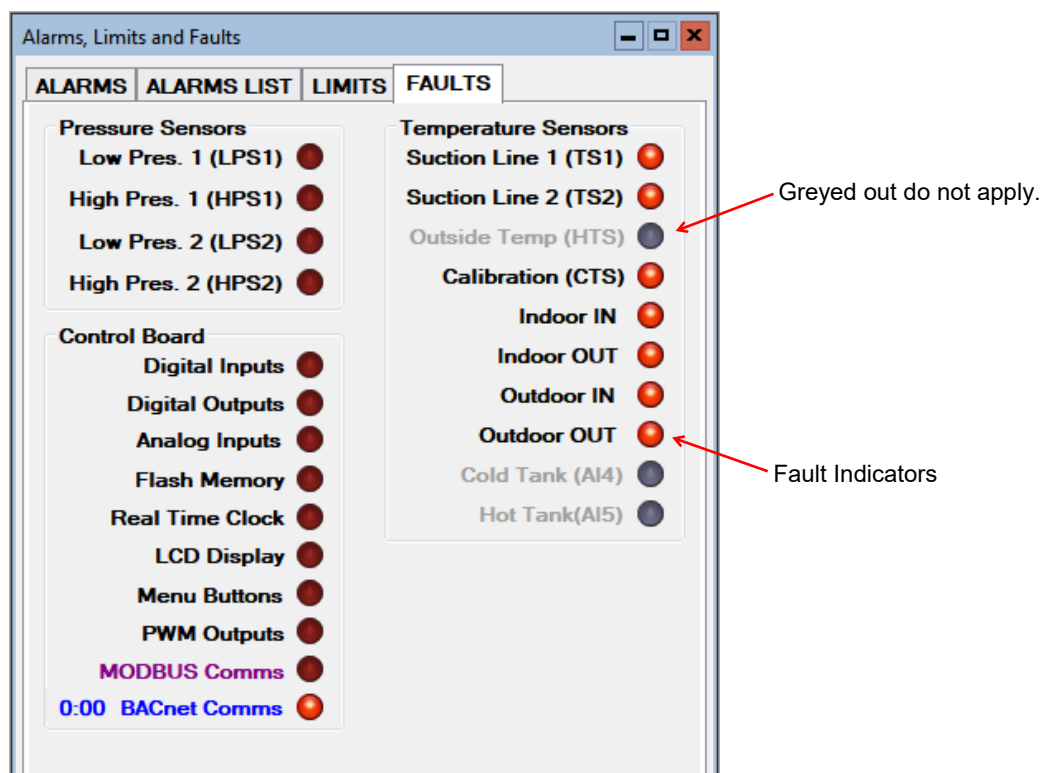 Alarms, Limits and Faults
ALARMS ALARMS LIST LIMITS FAULTS
Pressure Sensors
Low Pres. 1 (LPS1)
High Pres. 1 (HPS1)
Low Pres. 2 (LPS2)
High Pres. 2 (HPS2)
Control Board
Digital Inputs
Digital Outputs
Analog Inputs
Flash Memory
Real Time Clock
LCD Display
Menu Buttons
PWM Outputs
MODBUS Comms
0:00 BACnet Comms
Temperature Sensors
Suction Line 1 (TS1)
Suction Line 2 (TS2)
Outside Temp (HTS)
Calibration (CTS)
Indoor IN
Indoor OUT
Outdoor IN
Outdoor OUT
Cold Tank (AI4)
Hot Tank(AI5)
Greyed out do not apply.
Fault Indicators